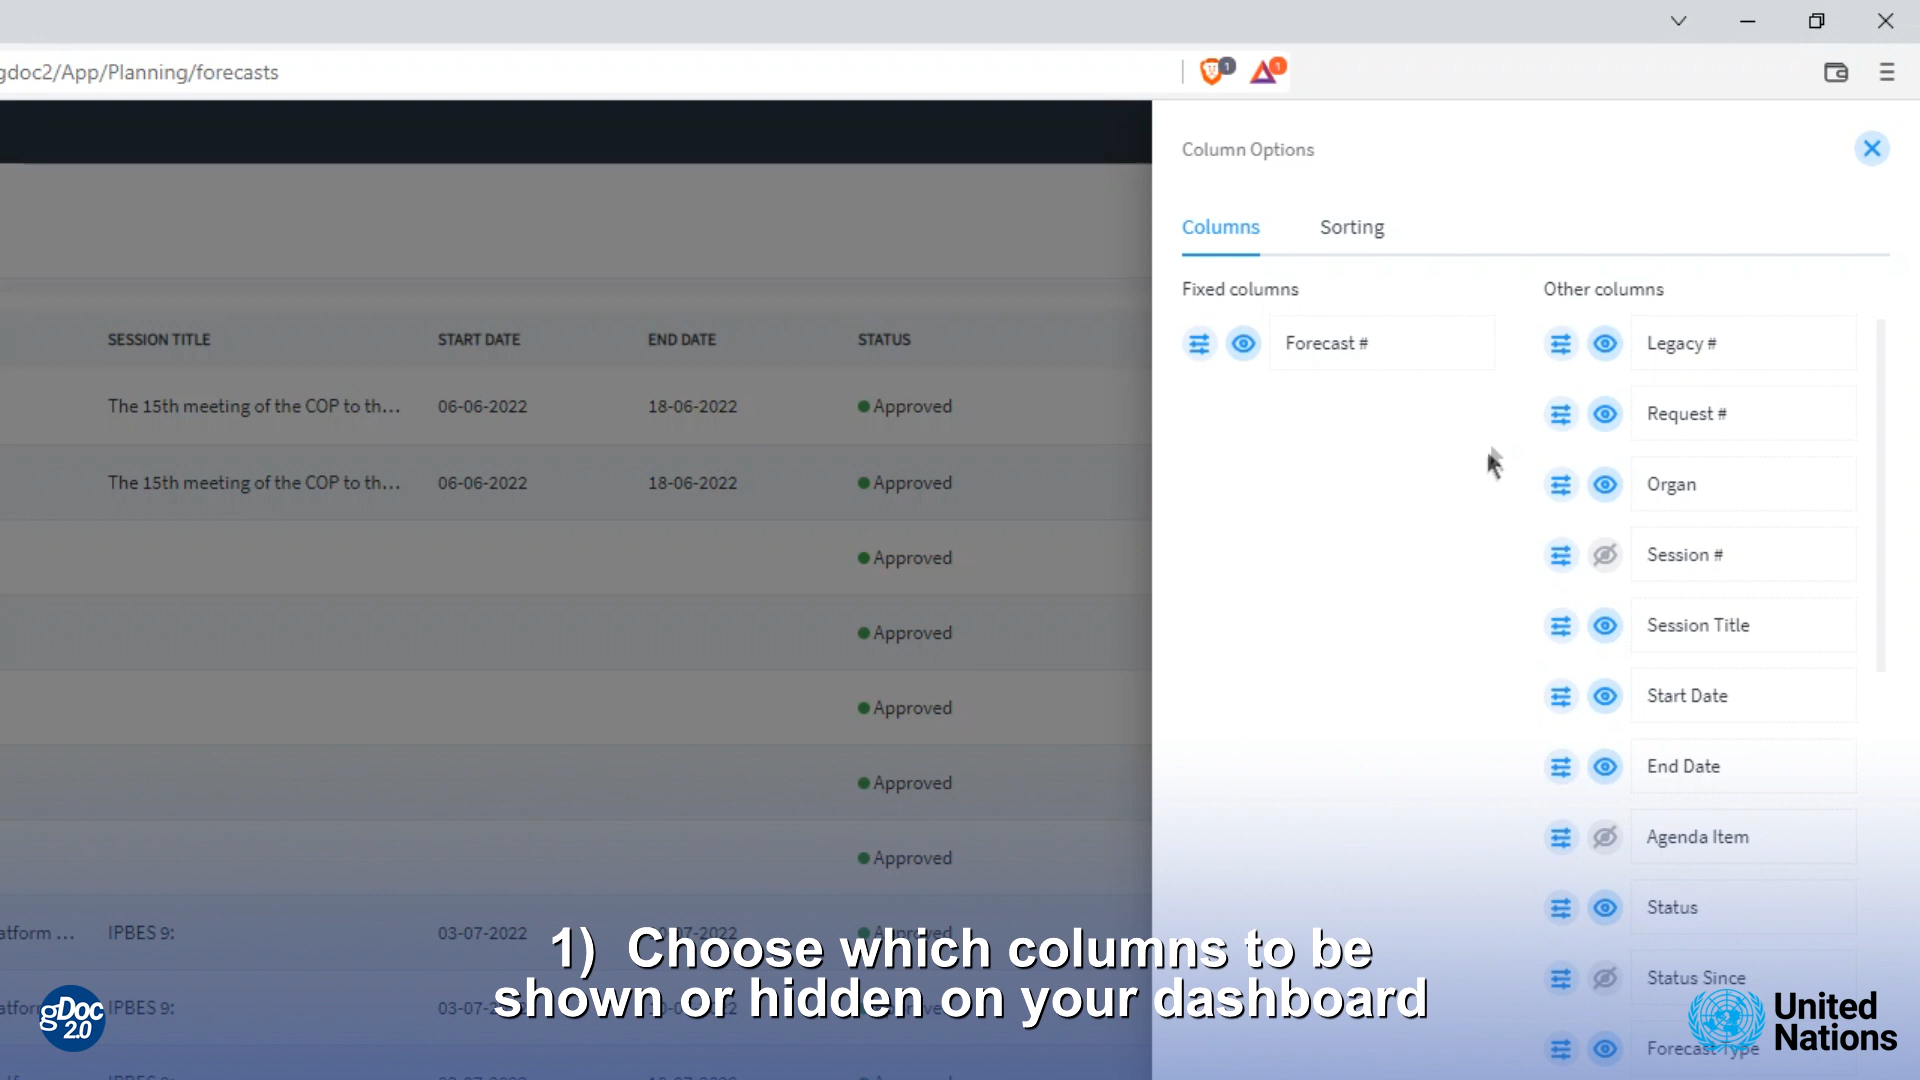 gdoc2/App/Planning/forecasts
1
1
Column Options
Columns
Sorting
Fixed columns
Other columns
Forecast #
Legacy #
Request #
Organ
Session #
Session Title
Start Date
End Date
Agenda Item
Status
Status Since
Forecast Type
SESSION TITLE START DATE END DATE STATUS
The 15th meeting of the COP to th... 06-06-2022 18-06-2022 Approved
The 15th meeting of the COP to th... 06-06-2022 18-06-2022 Approved
Approved
Approved
Approved
Approved
Approved
atform ... IPBES 9: 03-07-2022
IPBES 9:
1) Choose which columns to be
shown or hidden on your dashboard
gDoc
2.0
United
Nations